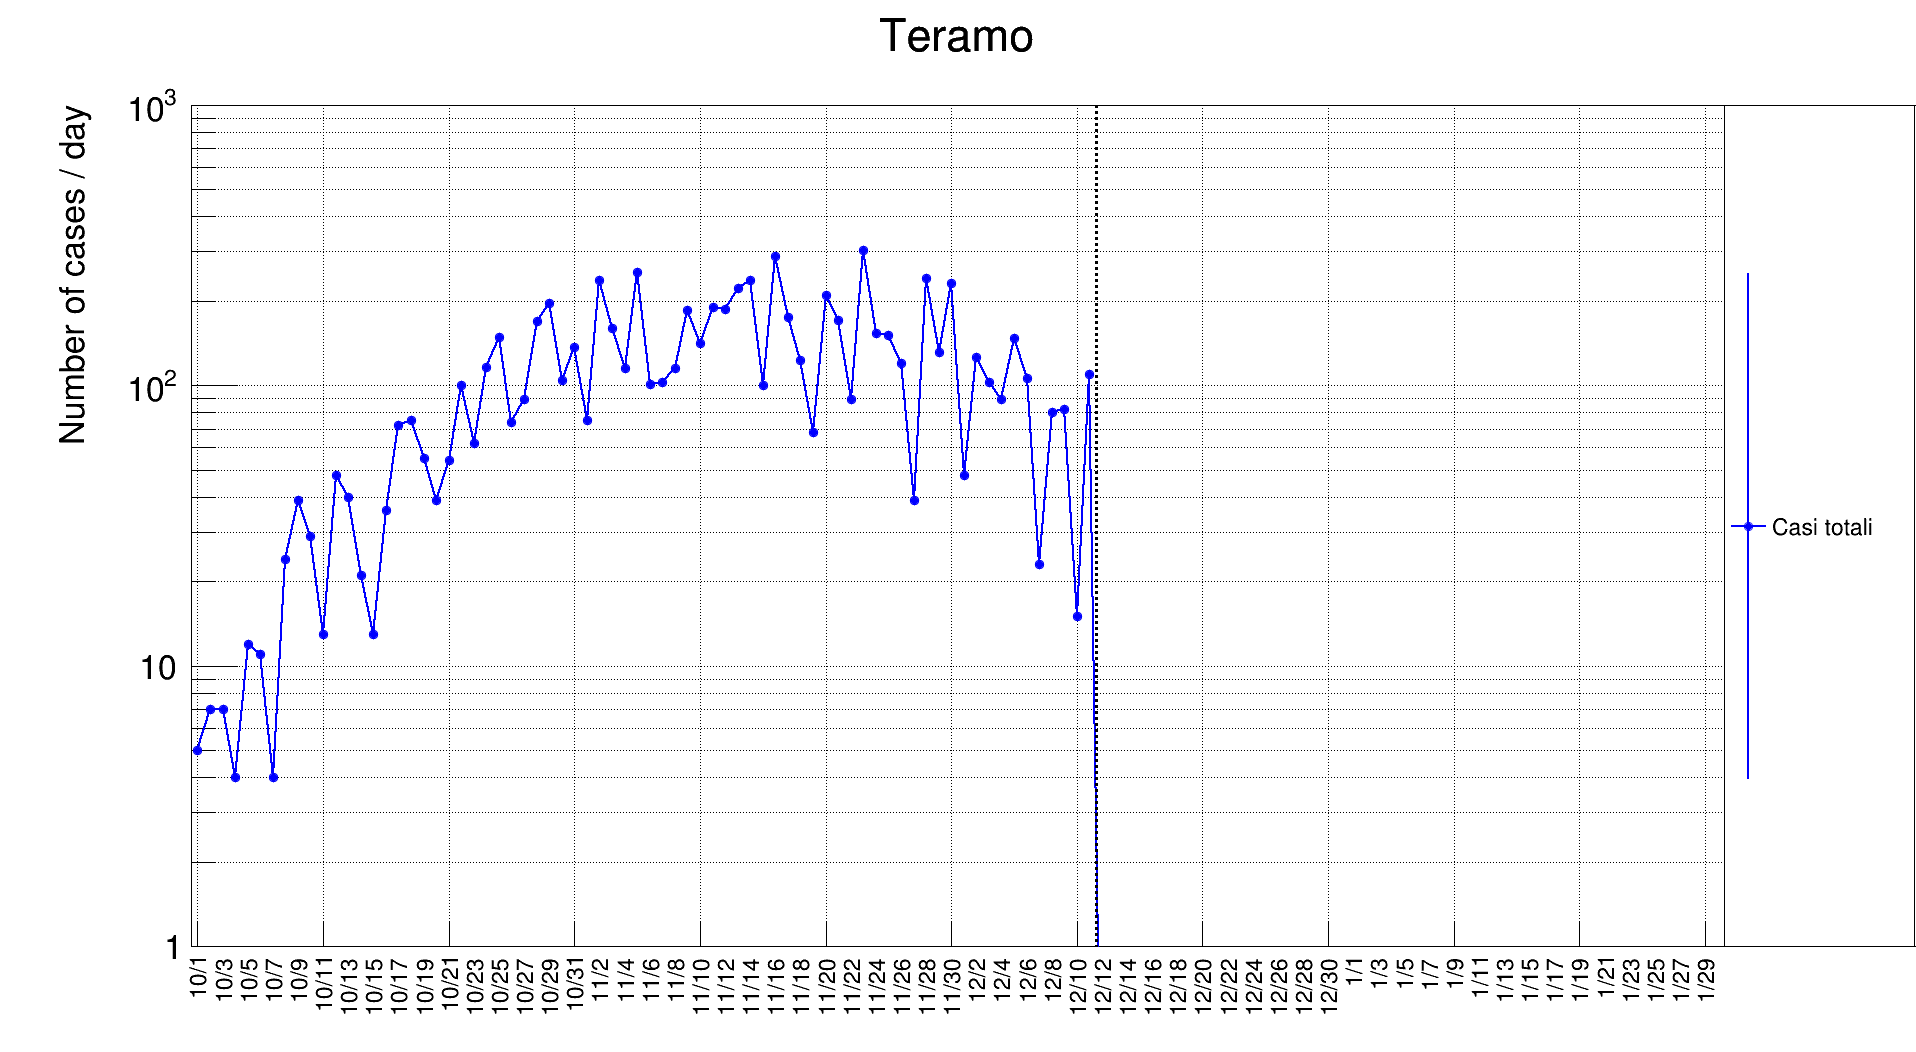 Teramo
Number of cases / day
10³
10²
10
1
10/1 10/3 10/5 10/7 10/9 10/11 10/13 10/15 10/17 10/19 10/21 10/23 10/25 10/27 10/29 10/31 11/2 11/4 11/6 11/8 11/10 11/12 11/14 11/16 11/18 11/20 11/22 11/24 11/26 11/28 11/30 12/2 12/4 12/6 12/8 12/10 12/12 12/14 12/16 12/18 12/20 12/22 12/24 12/26 12/28 12/30 1/1 1/3 1/5 1/7 1/9 1/11 1/13 1/15 1/17 1/19 1/21 1/23 1/25 1/27 1/29
Casi totali